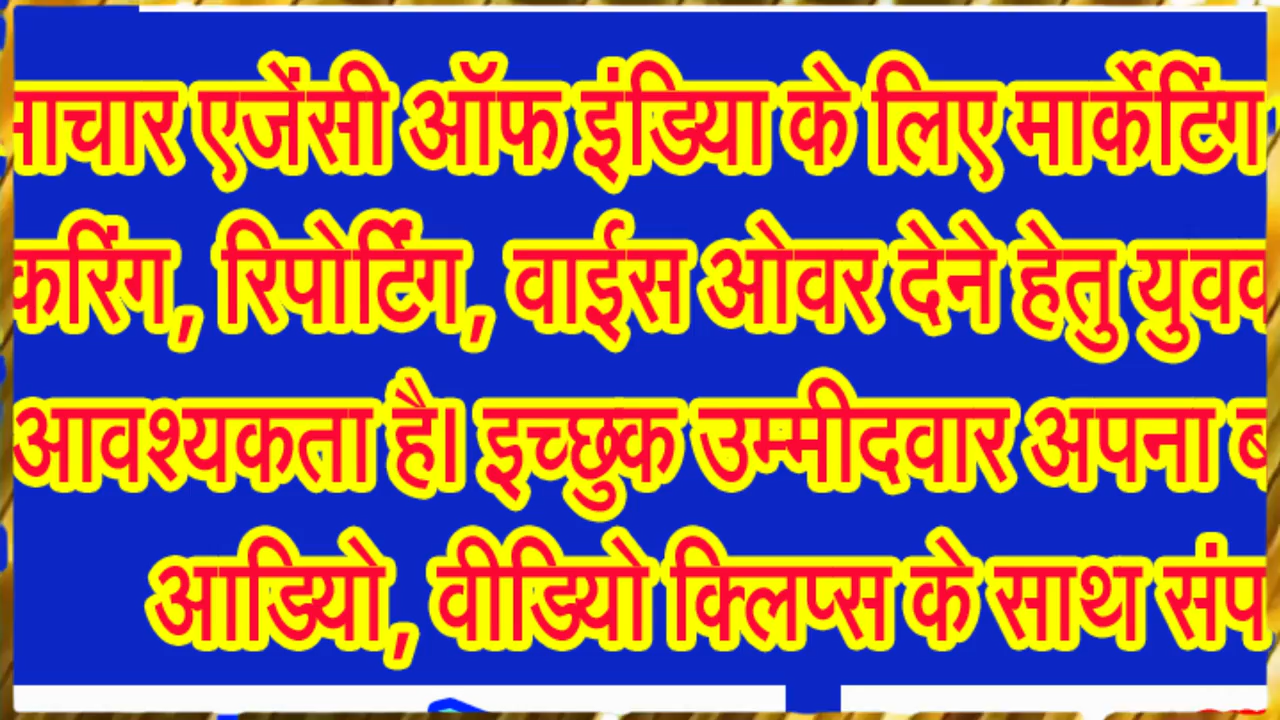 माचार एजेंसी ऑफ इंडिया के लिए मार्केटिंग
करिंग, रिपोर्टिंग, वाईस ओवर देने हेतु युवक
आवश्यकता है। इच्छुक उम्मीदवार अपना
आडियो, वीडियो क्लिप्स के साथ संप